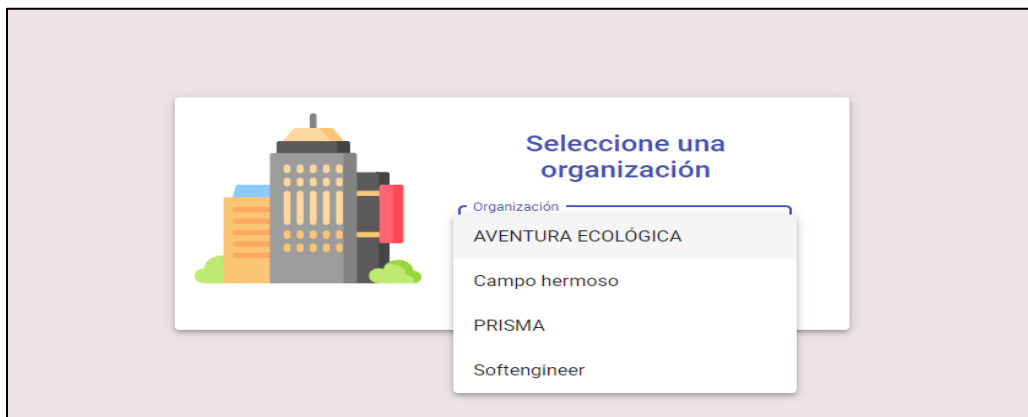 Seleccione una
organización
Organización
AVENTURA ECOLÓGICA
Campo hermoso
PRISMA
Softengineer